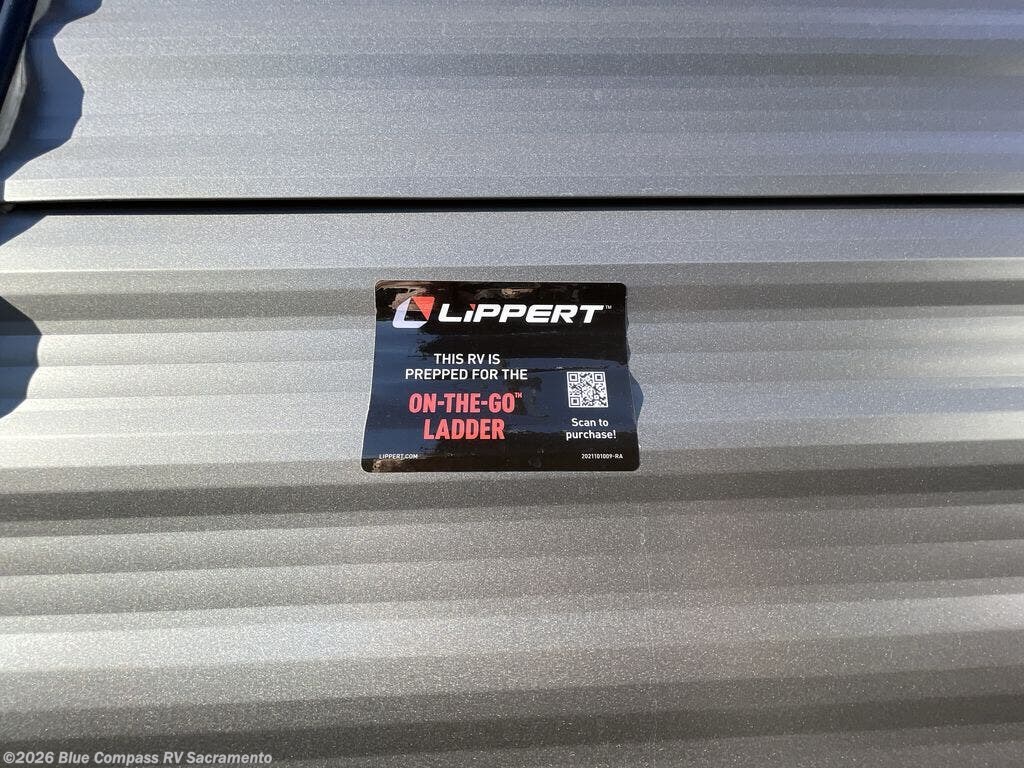 LiPPERT™
THIS RV IS
PREPPED FOR THE
ON-THE-GO™
LADDER
Scan to
purchase!
LIPPERT.COM
2021101009-RA
©2026 Blue Compass RV Sacramento